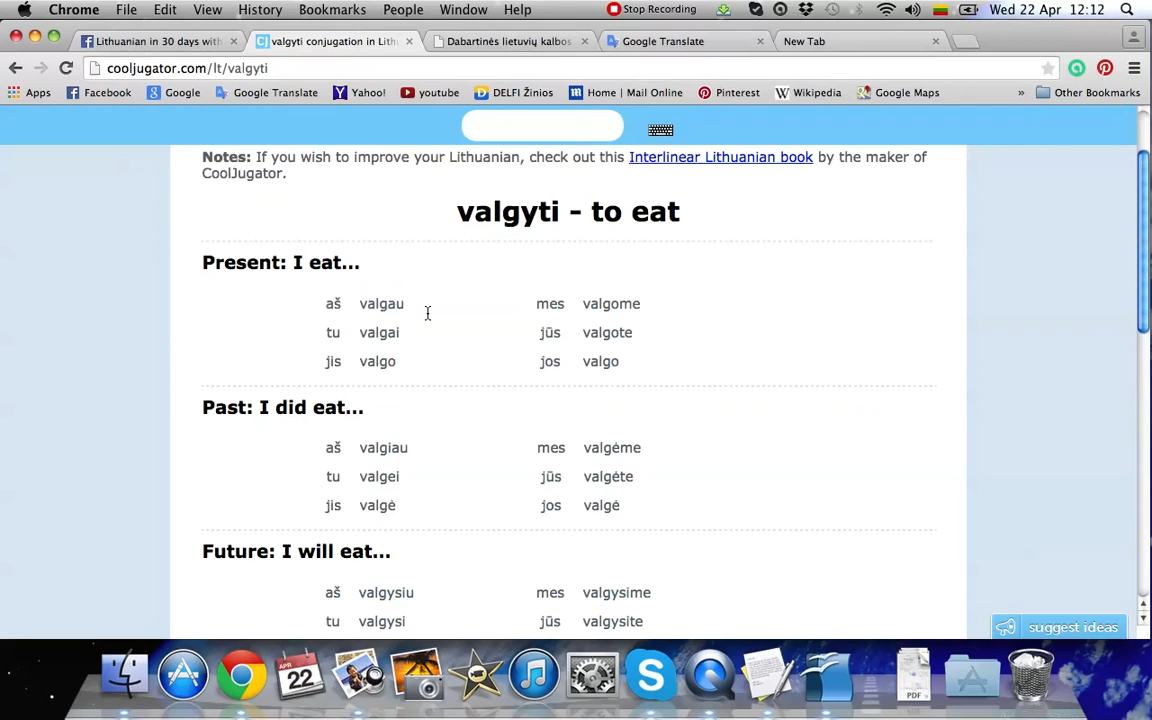 Chrome File Edit View History Bookmarks People Window Help Stop Recording Wed 22 Apr 12:12
Lithuanian in 30 days with valgyti conjugation in Lith Dabartinės lietuvių kalbos Google Translate New Tab
cooljugator.com/lt/valgyti
Apps Facebook Google Google Translate Yahoo! youtube DELFI Žinios Home | Mail Online Pinterest Wikipedia Google Maps » Other Bookmarks
Notes: If you wish to improve your Lithuanian, check out this Interlinear Lithuanian book by the maker of
CoolJugator.
valgyti - to eat
Present: I eat...
aš valgau mes valgome
tu valgai jūs valgote
jis valgo jos valgo
Past: I did eat...
aš valgiau mes valgėme
tu valgei jūs valgėte
jis valgė jos valgė
Future: I will eat...
aš valgysiu mes valgysime
tu valgysi jūs valgysite
suggest ideas
APR
22
PDF